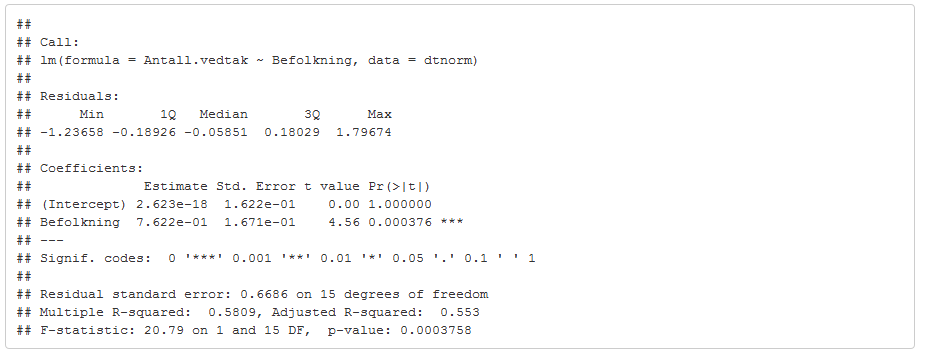 ##
## Call:
## lm(formula = Antall.vedtak ~ Befolkning, data = dtnorm)
##
## Residuals:
##      Min       1Q   Median       3Q      Max
## -1.23658 -0.18926 -0.05851  0.18029  1.79674
##
## Coefficients:
##              Estimate Std. Error t value Pr(>|t|)
## (Intercept) 2.623e-18  1.622e-01    0.00 1.000000
## Befolkning  7.622e-01  1.671e-01    4.56 0.000376 ***
## ---
## Signif. codes:  0 '***' 0.001 '**' 0.01 '*' 0.05 '.' 0.1 ' ' 1
##
## Residual standard error: 0.6686 on 15 degrees of freedom
## Multiple R-squared:  0.5809, Adjusted R-squared:  0.553
## F-statistic: 20.79 on 1 and 15 DF,  p-value: 0.0003758